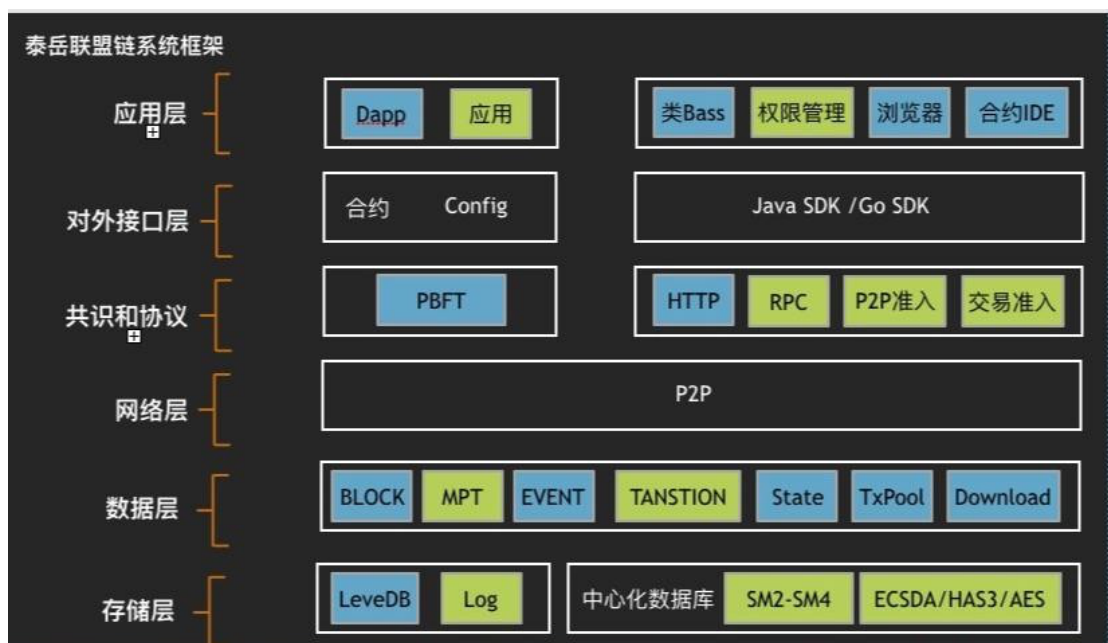 泰岳联盟链系统框架
应用层
Dapp 应用 类Bass 权限管理 浏览器 合约IDE
对外接口层
合约 Config Java SDK /Go SDK
共识和协议
PBFT HTTP RPC P2P准入 交易准入
网络层
P2P
数据层
BLOCK MPT EVENT TANSTION State TxPool Download
存储层
LeveDB Log 中心化数据库 SM2-SM4 ECSDA/HAS3/AES